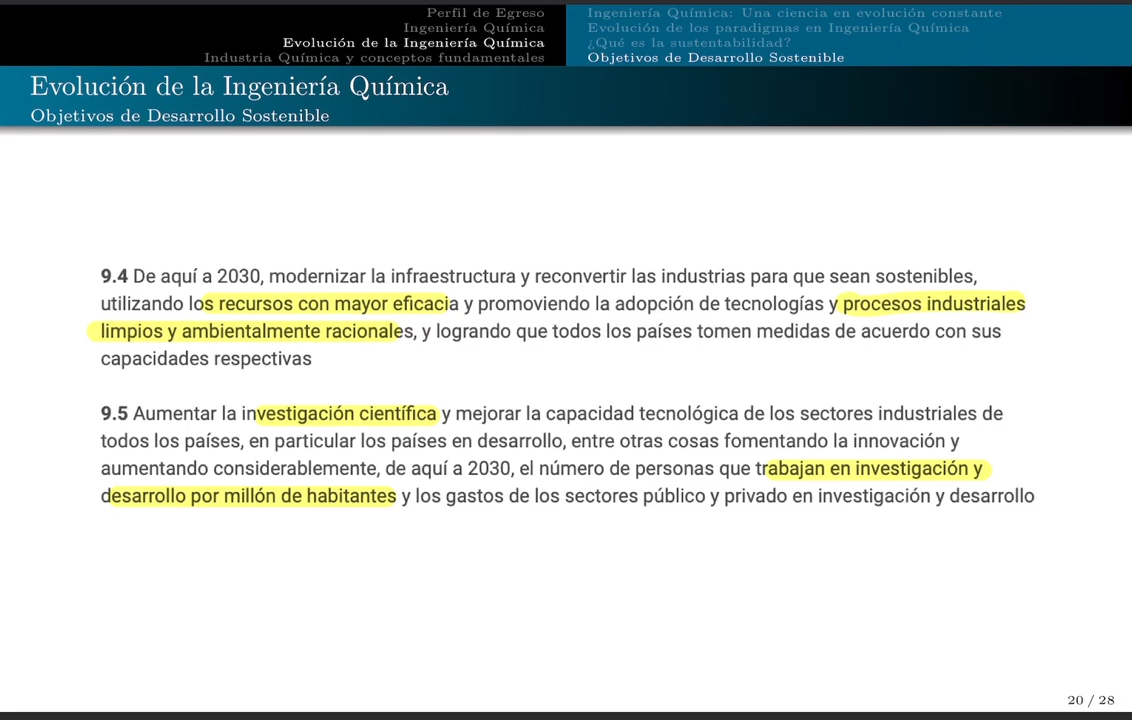 Perfil de Egreso
Ingeniería Química
Evolución de la Ingeniería Química
Industria Química y conceptos fundamentales
Ingeniería Química: Una ciencia en evolución constante
Evolución de los paradigmas en Ingeniería Química
¿Qué es la sustentabilidad?
Objetivos de Desarrollo Sostenible
Evolución de la Ingeniería Química
Objetivos de Desarrollo Sostenible
9.4 De aquí a 2030, modernizar la infraestructura y reconvertir las industrias para que sean sostenibles,
utilizando los recursos con mayor eficacia y promoviendo la adopción de tecnologías y procesos industriales
limpios y ambientalmente racionales, y logrando que todos los países tomen medidas de acuerdo con sus
capacidades respectivas
9.5 Aumentar la investigación científica y mejorar la capacidad tecnológica de los sectores industriales de
todos los países, en particular los países en desarrollo, entre otras cosas fomentando la innovación y
aumentando considerablemente, de aquí a 2030, el número de personas que trabajan en investigación y
desarrollo por millón de habitantes y los gastos de los sectores público y privado en investigación y desarrollo
20 / 28